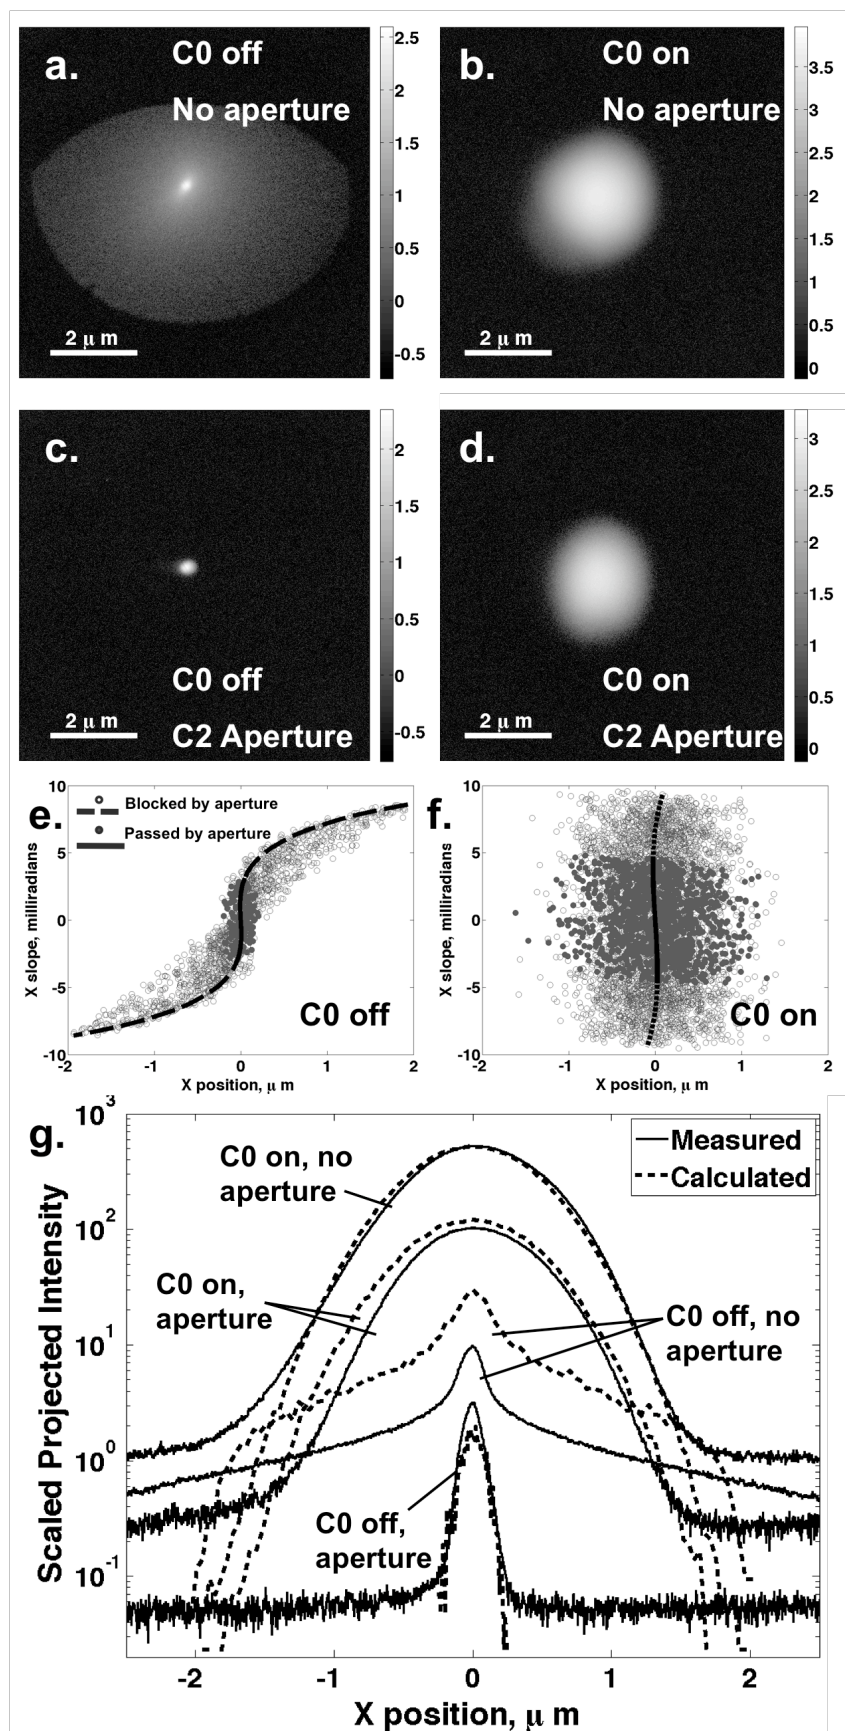 a.
C0 off
No aperture
2 μ m
2.5
2
1.5
1
0.5
0
-0.5
b.
C0 on
No aperture
2 μ m
3.5
3
2.5
2
1.5
1
0.5
0
c.
C0 off
C2 Aperture
2 μ m
2
1.5
1
0.5
0
-0.5
d.
C0 on
C2 Aperture
2 μ m
3
2.5
2
1.5
1
0.5
0
e
Blocked by aperture
Passed by aperture
C0 off
X slope, milliradians
10
5
0
-5
-10
-2
-1
0
1
2
X position, μ m
f.
C0 on
X slope, milliradians
10
5
0
-5
-10
-2
-1
0
1
2
X position, μ m
g.
Measured
Calculated
C0 on, no
aperture
C0 on,
aperture
C0 off, no
aperture
C0 off,
aperture
Scaled Projected Intensity
10³
10²
10¹
10⁰
10⁻¹
-2
-1
0
1
2
X position, μ m